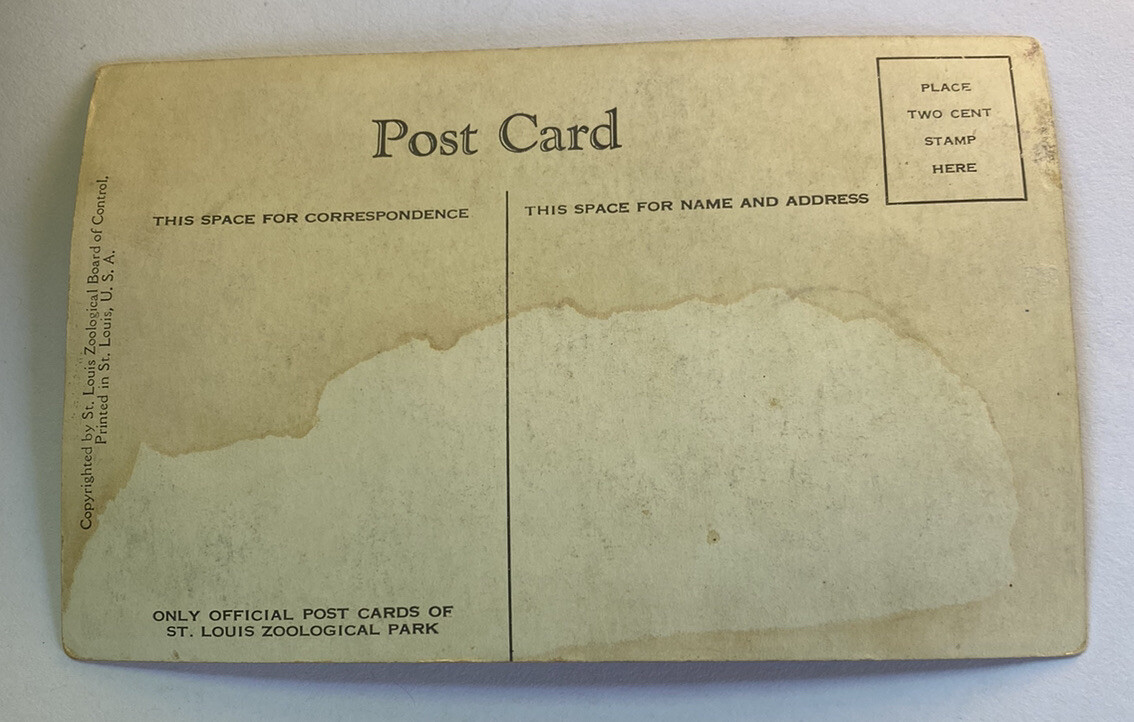 Post Card
PLACE
TWO CENT
STAMP
HERE
THIS SPACE FOR CORRESPONDENCE
THIS SPACE FOR NAME AND ADDRESS
Copyrighted by St. Louis Zoological Board of Control.
Printed in St. Louis, U. S. A.
ONLY OFFICIAL POST CARDS OF
ST. LOUIS ZOOLOGICAL PARK